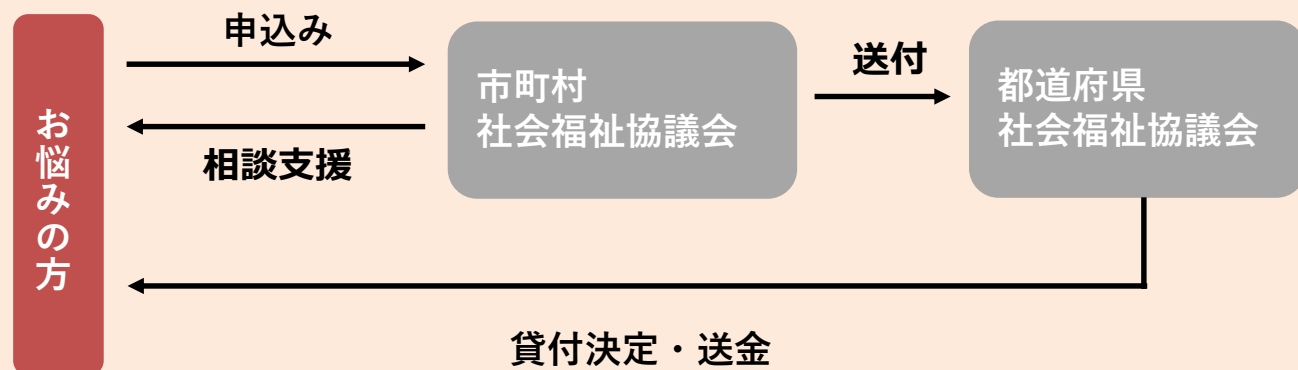 お悩みの方
申込み
相談支援
市町村
社会福祉協議会
送付
都道府県
社会福祉協議会
貸付決定・送金